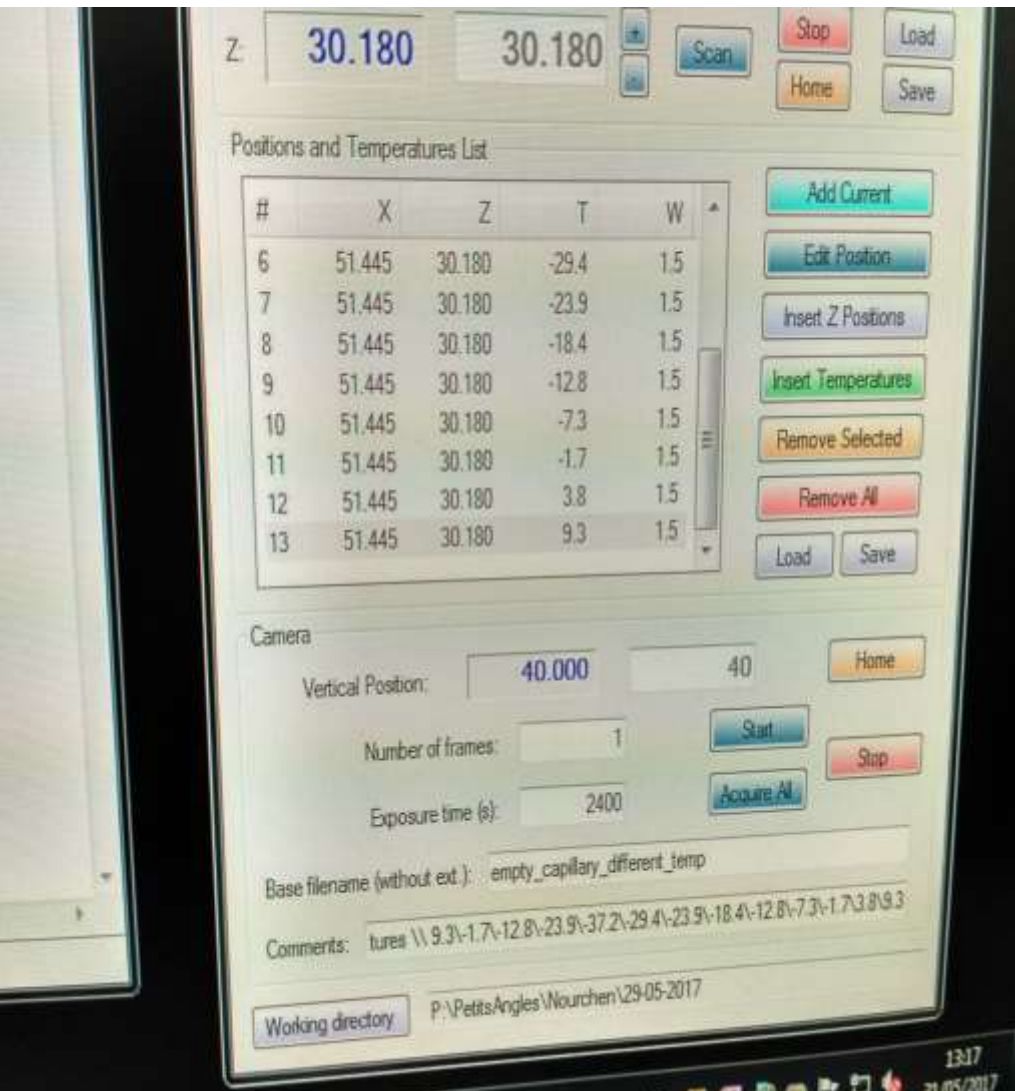 Z: 30.180 30.180 + - Scan Stop Load
Home Save
Positions and Temperatures List
# X Z T W
6 51.445 30.180 -29.4 1.5
7 51.445 30.180 -23.9 1.5
8 51.445 30.180 -18.4 1.5
9 51.445 30.180 -12.8 1.5
10 51.445 30.180 -7.3 1.5
11 51.445 30.180 -1.7 1.5
12 51.445 30.180 3.8 1.5
13 51.445 30.180 9.3 1.5
Add Current
Edit Position
Insert Z Positions
Insert Temperatures
Remove Selected
Remove All
Load Save
Camera
Vertical Position: 40.000 40 Home
Number of frames: 1 Start Stop
Exposure time (s): 2400 Acquire All
Base filename (without ext.): empty_capillary_different_temp
Comments: tures \\ 9.3\-1.7\-12.8\-23.9\-37.2\-29.4\-23.9\-18.4\-12.8\-7.3\-1.7\3.8\9.3
Working directory P:\PetitsAngles\Nourchen\29-05-2017
13:17